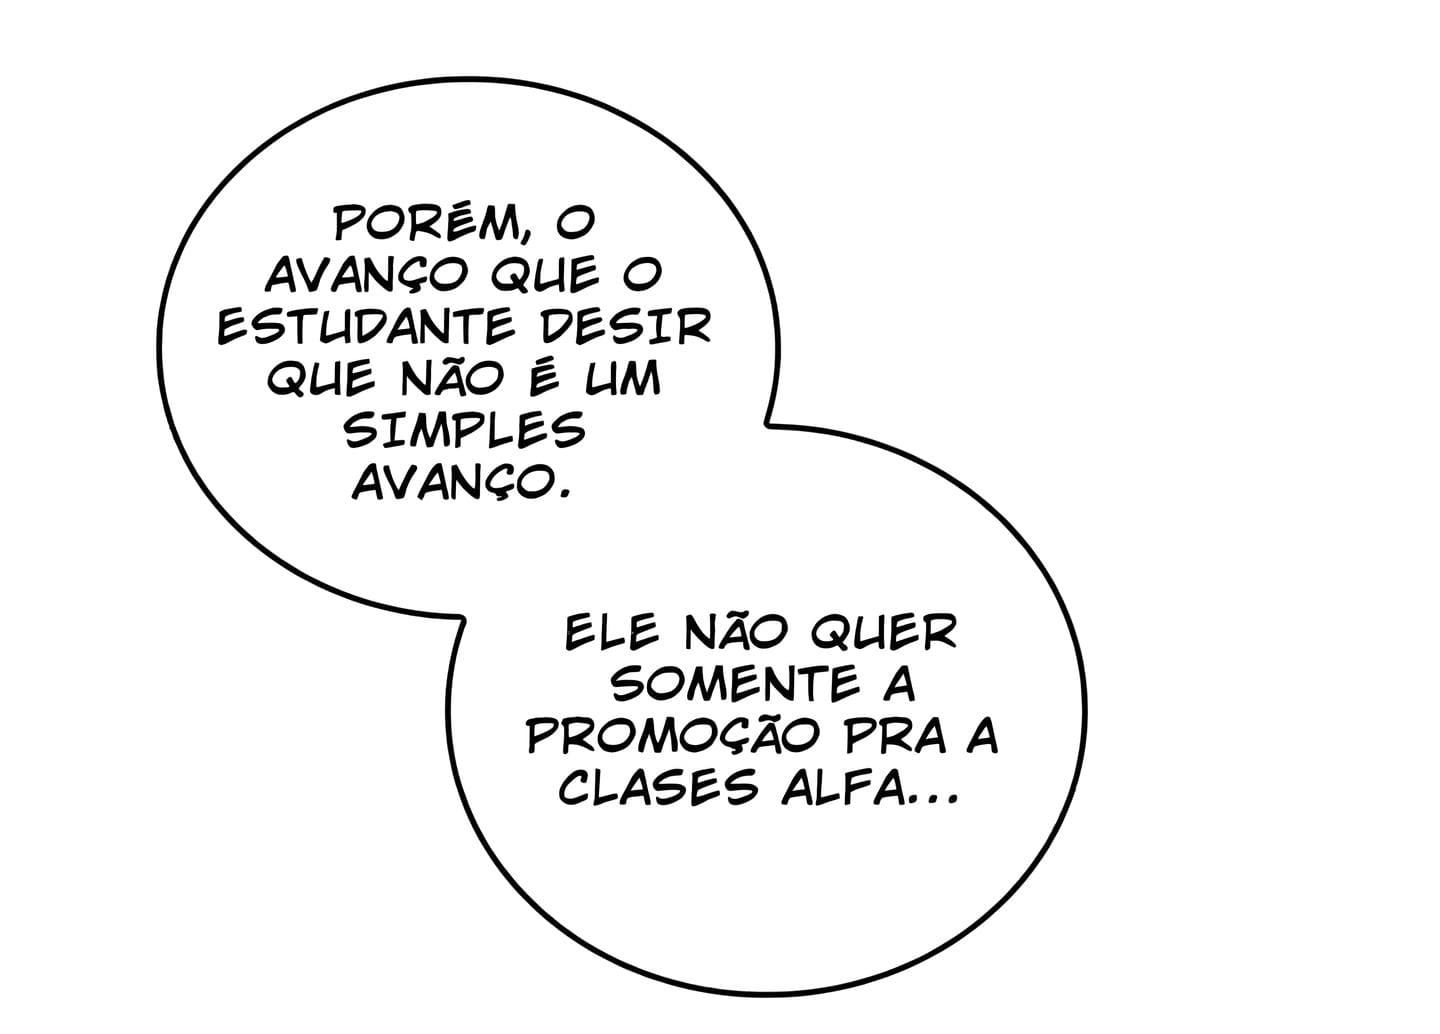 PORÉM, O
AVANÇO QUE O
ESTUDANTE DESIR
QUE NÃO É UM
SIMPLES
AVANÇO.
ELE NÃO QUER
SOMENTE A
PROMOÇÃO PRA A
CLASES ALFA...